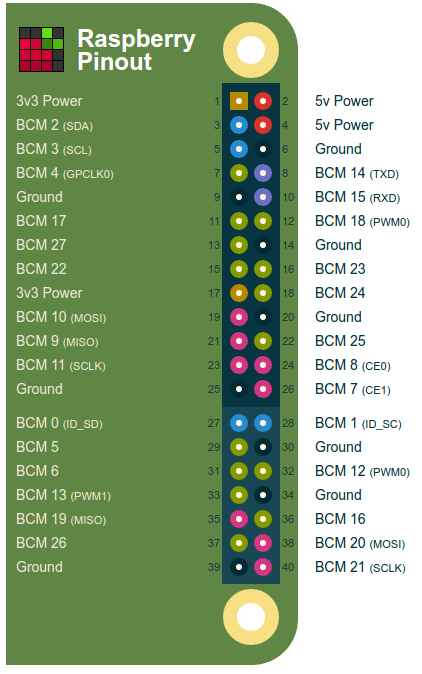 Raspberry
Pinout
3v3 Power 1 2 5v Power
BCM 2 (SDA) 3 4 5v Power
BCM 3 (SCL) 5 6 Ground
BCM 4 (GPCLK0) 7 8 BCM 14 (TXD)
Ground 9 10 BCM 15 (RXD)
BCM 17 11 12 BCM 18 (PWM0)
BCM 27 13 14 Ground
BCM 22 15 16 BCM 23
3v3 Power 17 18 BCM 24
BCM 10 (MOSI) 19 20 Ground
BCM 9 (MISO) 21 22 BCM 25
BCM 11 (SCLK) 23 24 BCM 8 (CE0)
Ground 25 26 BCM 7 (CE1)
BCM 0 (ID_SD) 27 28 BCM 1 (ID_SC)
BCM 5 29 30 Ground
BCM 6 31 32 BCM 12 (PWM0)
BCM 13 (PWM1) 33 34 Ground
BCM 19 (MISO) 35 36 BCM 16
BCM 26 37 38 BCM 20 (MOSI)
Ground 39 40 BCM 21 (SCLK)